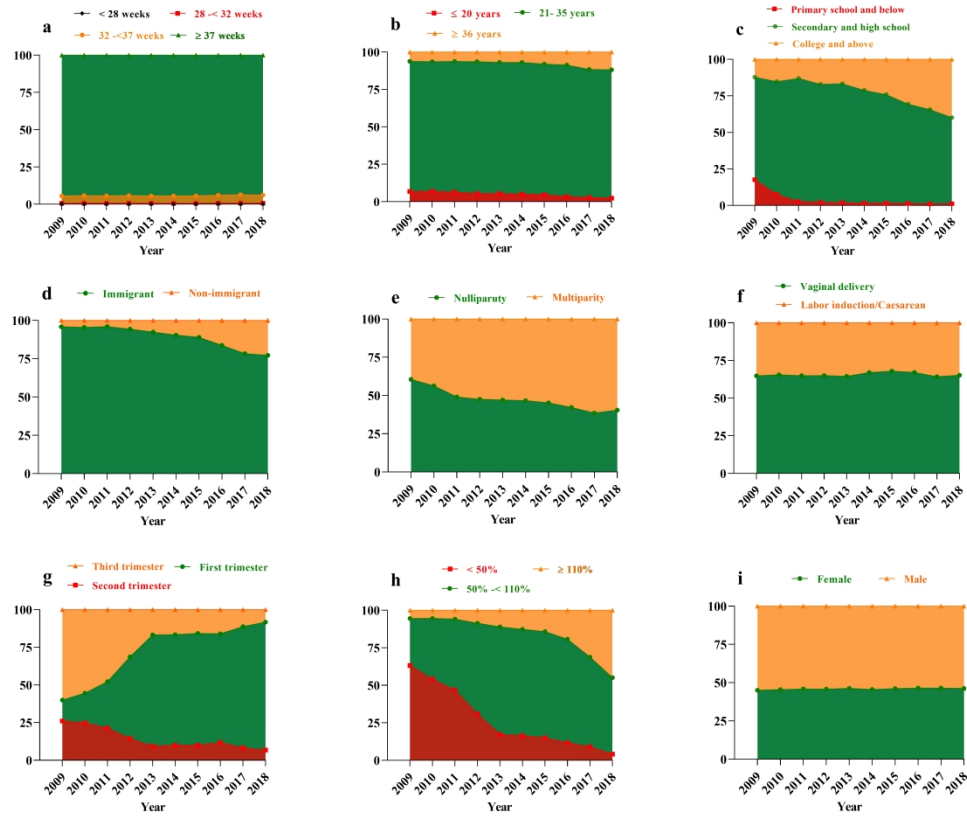 a
< 28 weeks 28 -< 32 weeks
32 -<37 weeks ≥ 37 weeks
100
75
50
25
0
2009 2010 2011 2012 2013 2014 2015 2016 2017 2018
Year
b
≤ 20 years 21- 35 years
≥ 36 years
100
75
50
25
0
2009 2010 2011 2012 2013 2014 2015 2016 2017 2018
Year
c
Primary school and below
Secondary and high school
College and above
100
75
50
25
0
2009 2010 2011 2012 2013 2014 2015 2016 2017 2018
Year
d
Immigrant Non-immigrant
100
75
50
25
0
2009 2010 2011 2012 2013 2014 2015 2016 2017 2018
Year
e
Nulliparuty Multiparity
100
75
50
25
0
2009 2010 2011 2012 2013 2014 2015 2016 2017 2018
Year
f
Vaginal delivery
Labor induction/Caesarean
100
75
50
25
0
2009 2010 2011 2012 2013 2014 2015 2016 2017 2018
Year
g
Third trimester First trimester
Second trimester
100
75
50
25
0
2009 2010 2011 2012 2013 2014 2015 2016 2017 2018
Year
h
< 50% ≥ 110%
50% -< 110%
100
75
50
25
0
2009 2010 2011 2012 2013 2014 2015 2016 2017 2018
Year
i
Female Male
100
75
50
25
0
2009 2010 2011 2012 2013 2014 2015 2016 2017 2018
Year